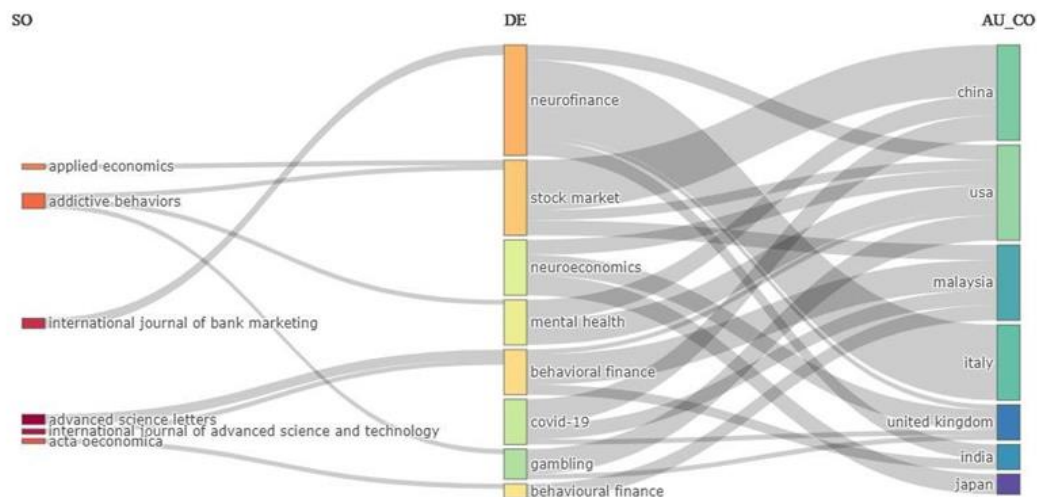 SO DE AU_CO
applied economics
addictive behaviors
international journal of bank marketing
advanced science letters
international journal of advanced science and technology
acta oeconomica
neurofinance
stock market
neuroeconomics
mental health
behavioral finance
covid-19
gambling
behavioural finance
china
usa
malaysia
italy
united kingdom
india
japan